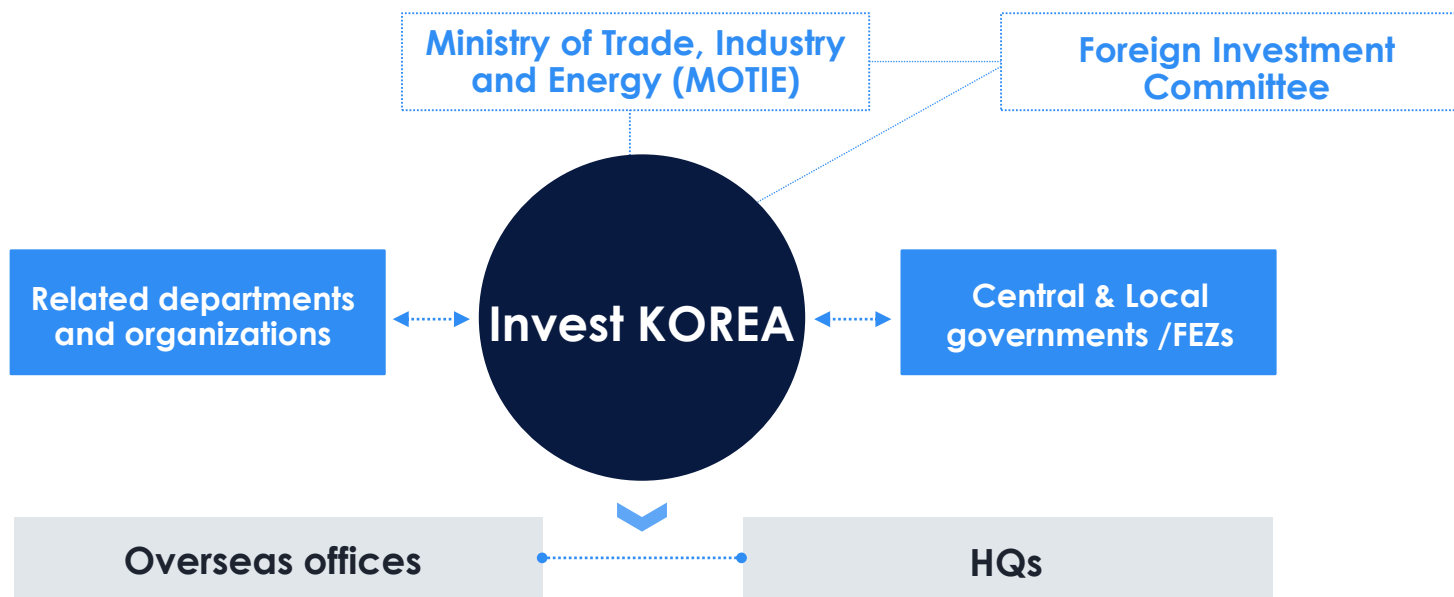 Ministry of Trade, Industry
and Energy (MOTIE)
Foreign Investment
Committee
Related departments
and organizations
Invest KOREA
Central & Local
governments /FEZs
Overseas offices
HQs